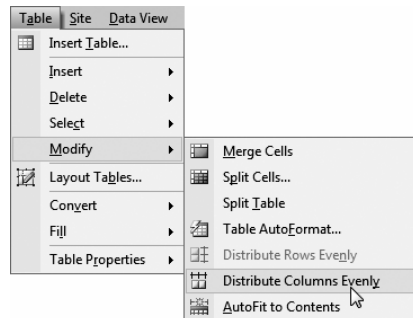 Table Site Data View
Insert Table...
Insert
Delete
Select
Modify
Layout Tables...
Convert
Fill
Table Properties
Merge Cells
Split Cells...
Split Table
Table AutoFormat...
Distribute Rows Evenly
Distribute Columns Evenly
AutoFit to Contents